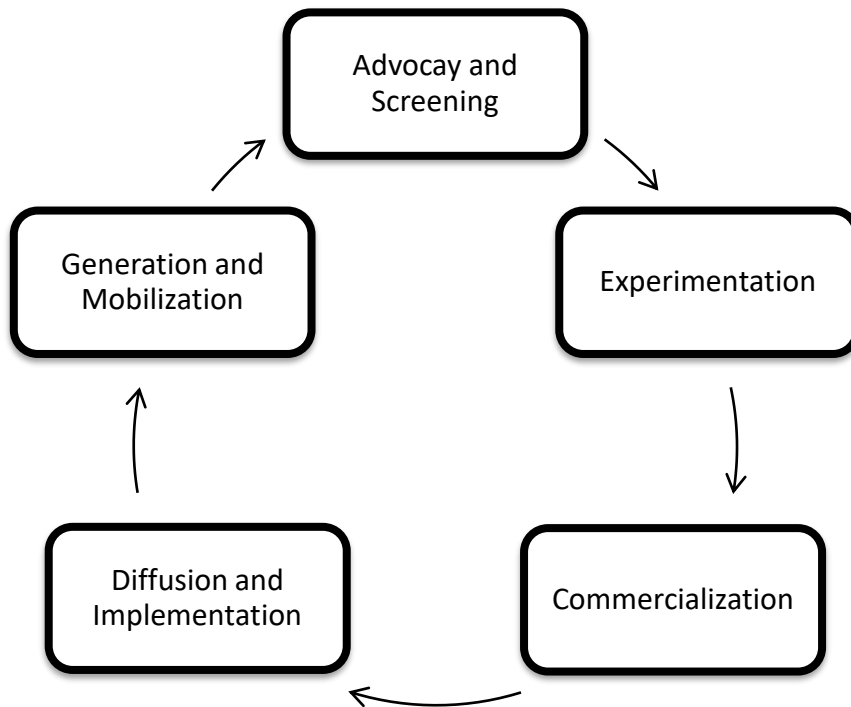 Advocay and
Screening
Generation and
Mobilization
Experimentation
Diffusion and
Implementation
Commercialization